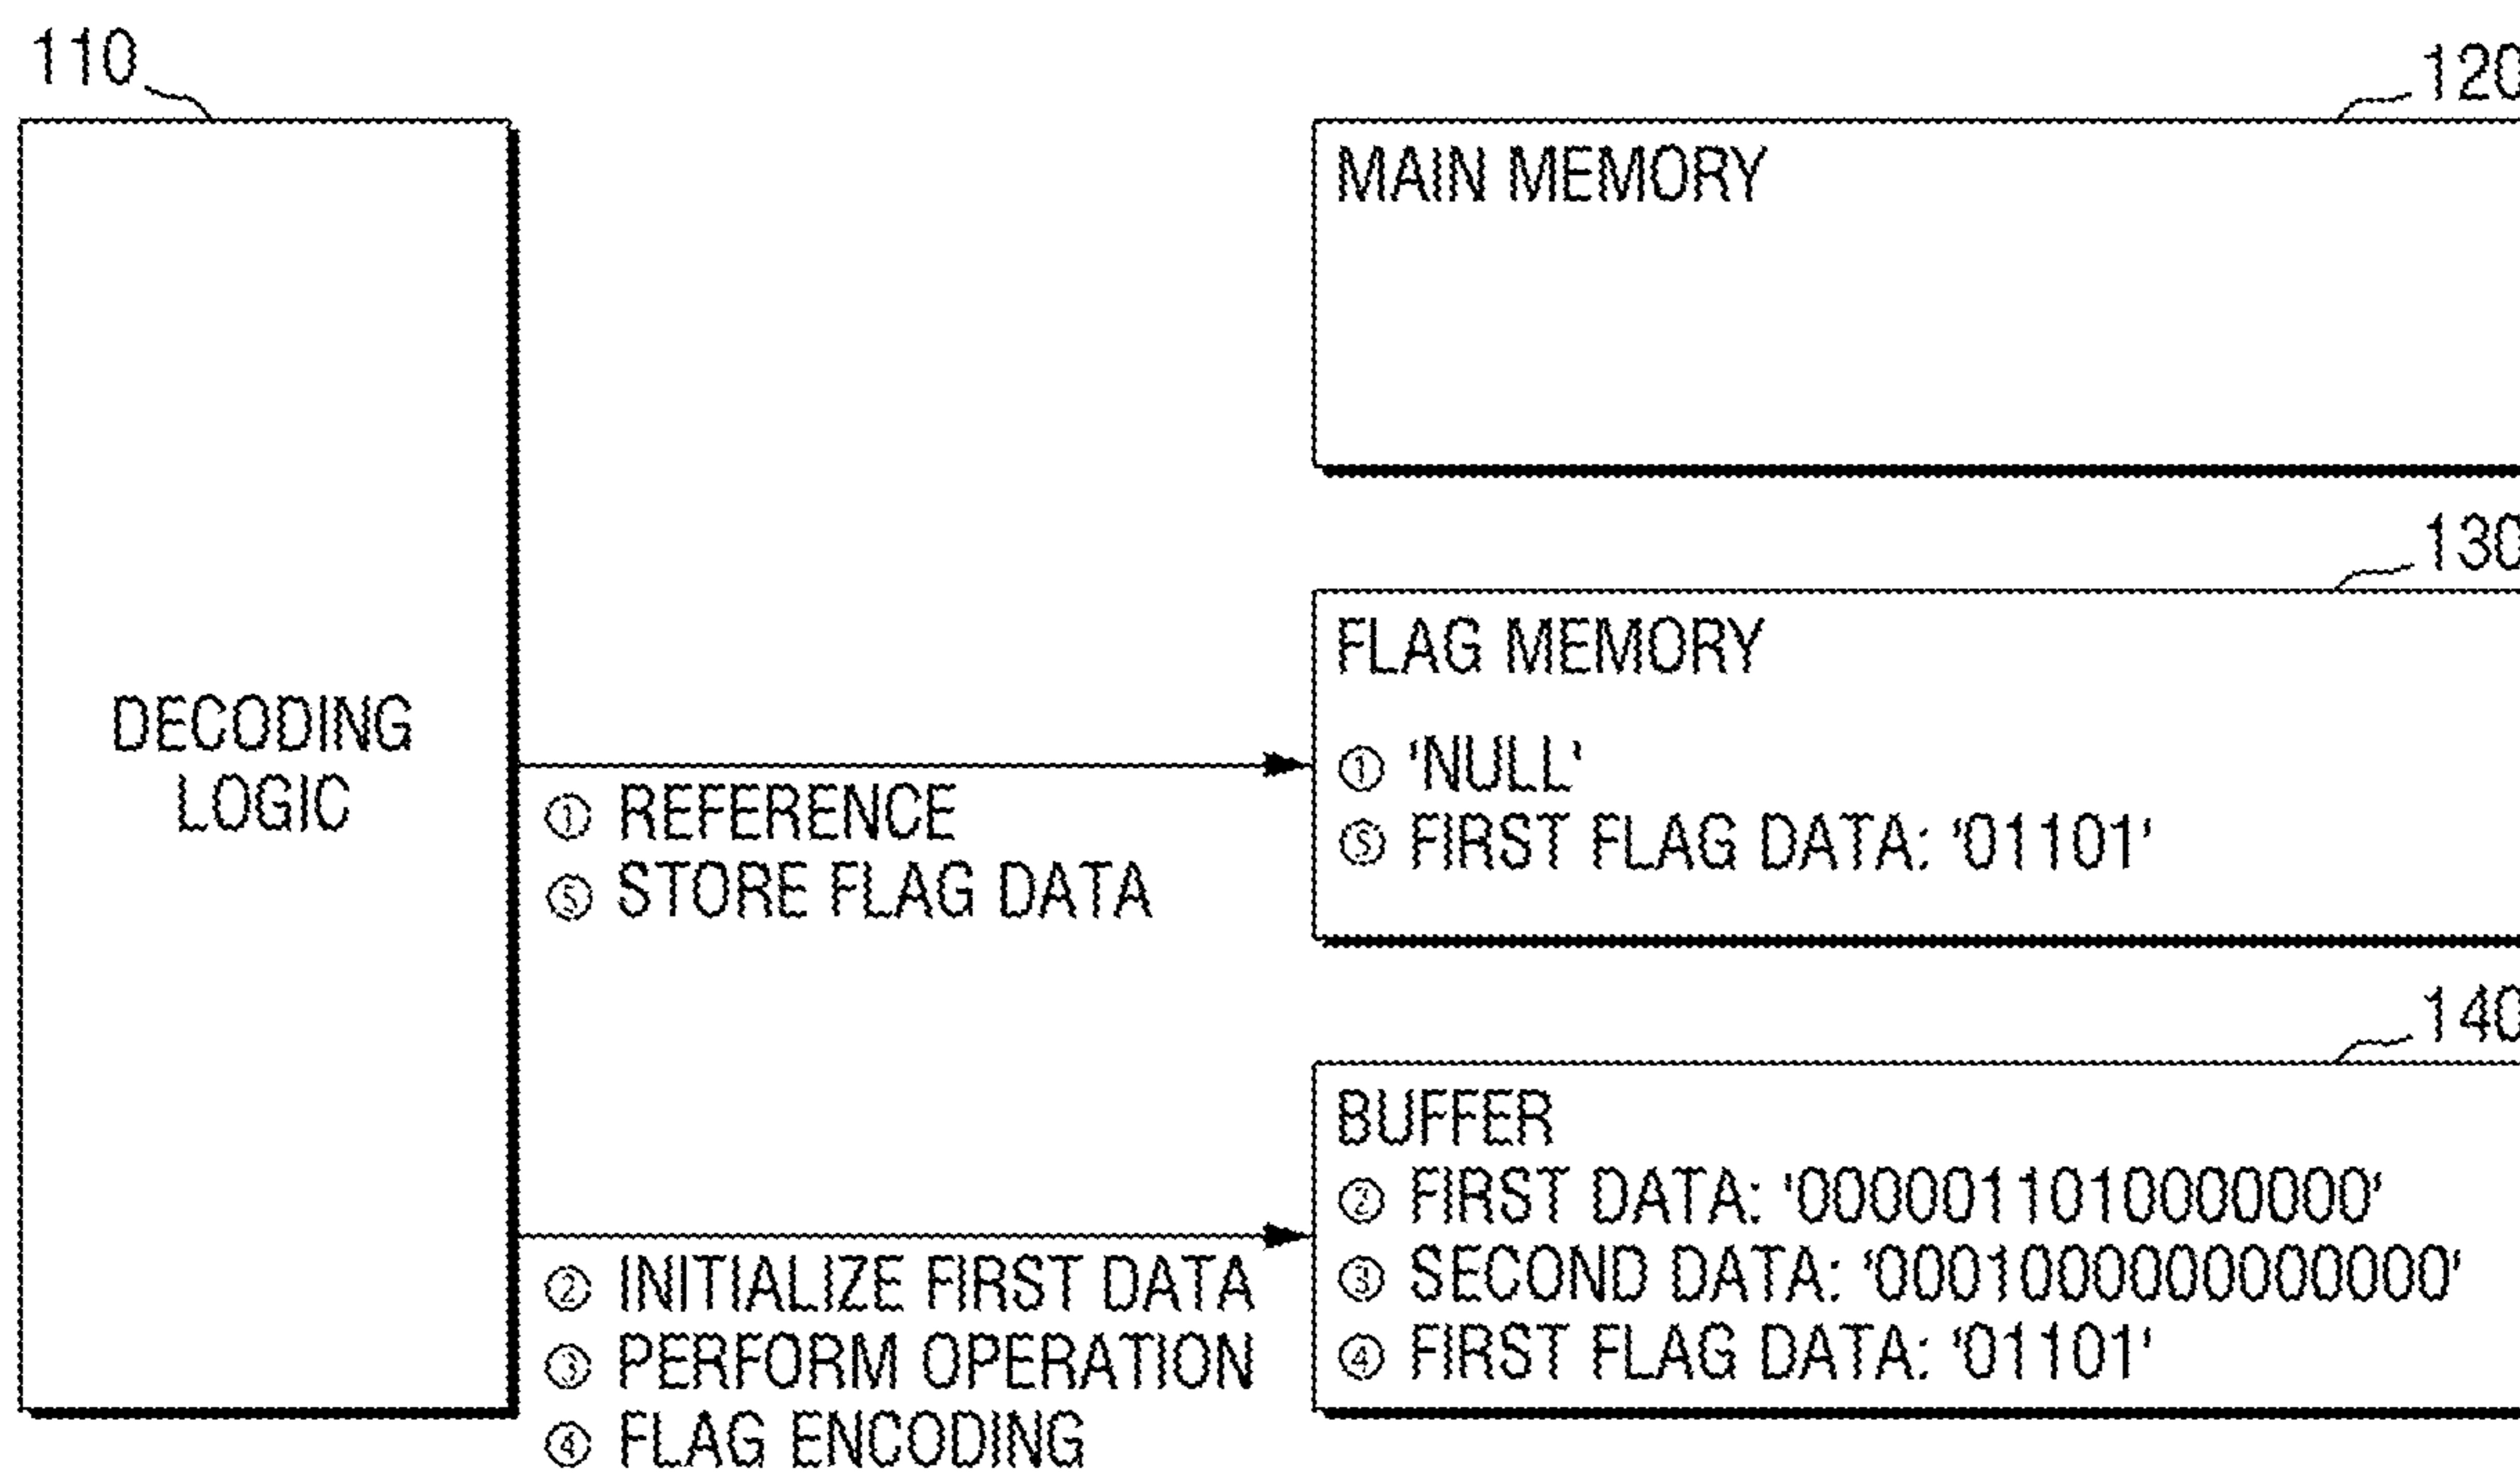 110
120
MAIN MEMORY
130
FLAG MEMORY
① 'NULL'
⑤ FIRST FLAG DATA: '01101'
DECODING
LOGIC
① REFERENCE
⑤ STORE FLAG DATA
140
BUFFER
② FIRST DATA: '0000011010000000'
③ SECOND DATA: '0001000000000000'
④ FIRST FLAG DATA: '01101'
② INITIALIZE FIRST DATA
③ PERFORM OPERATION
④ FLAG ENCODING